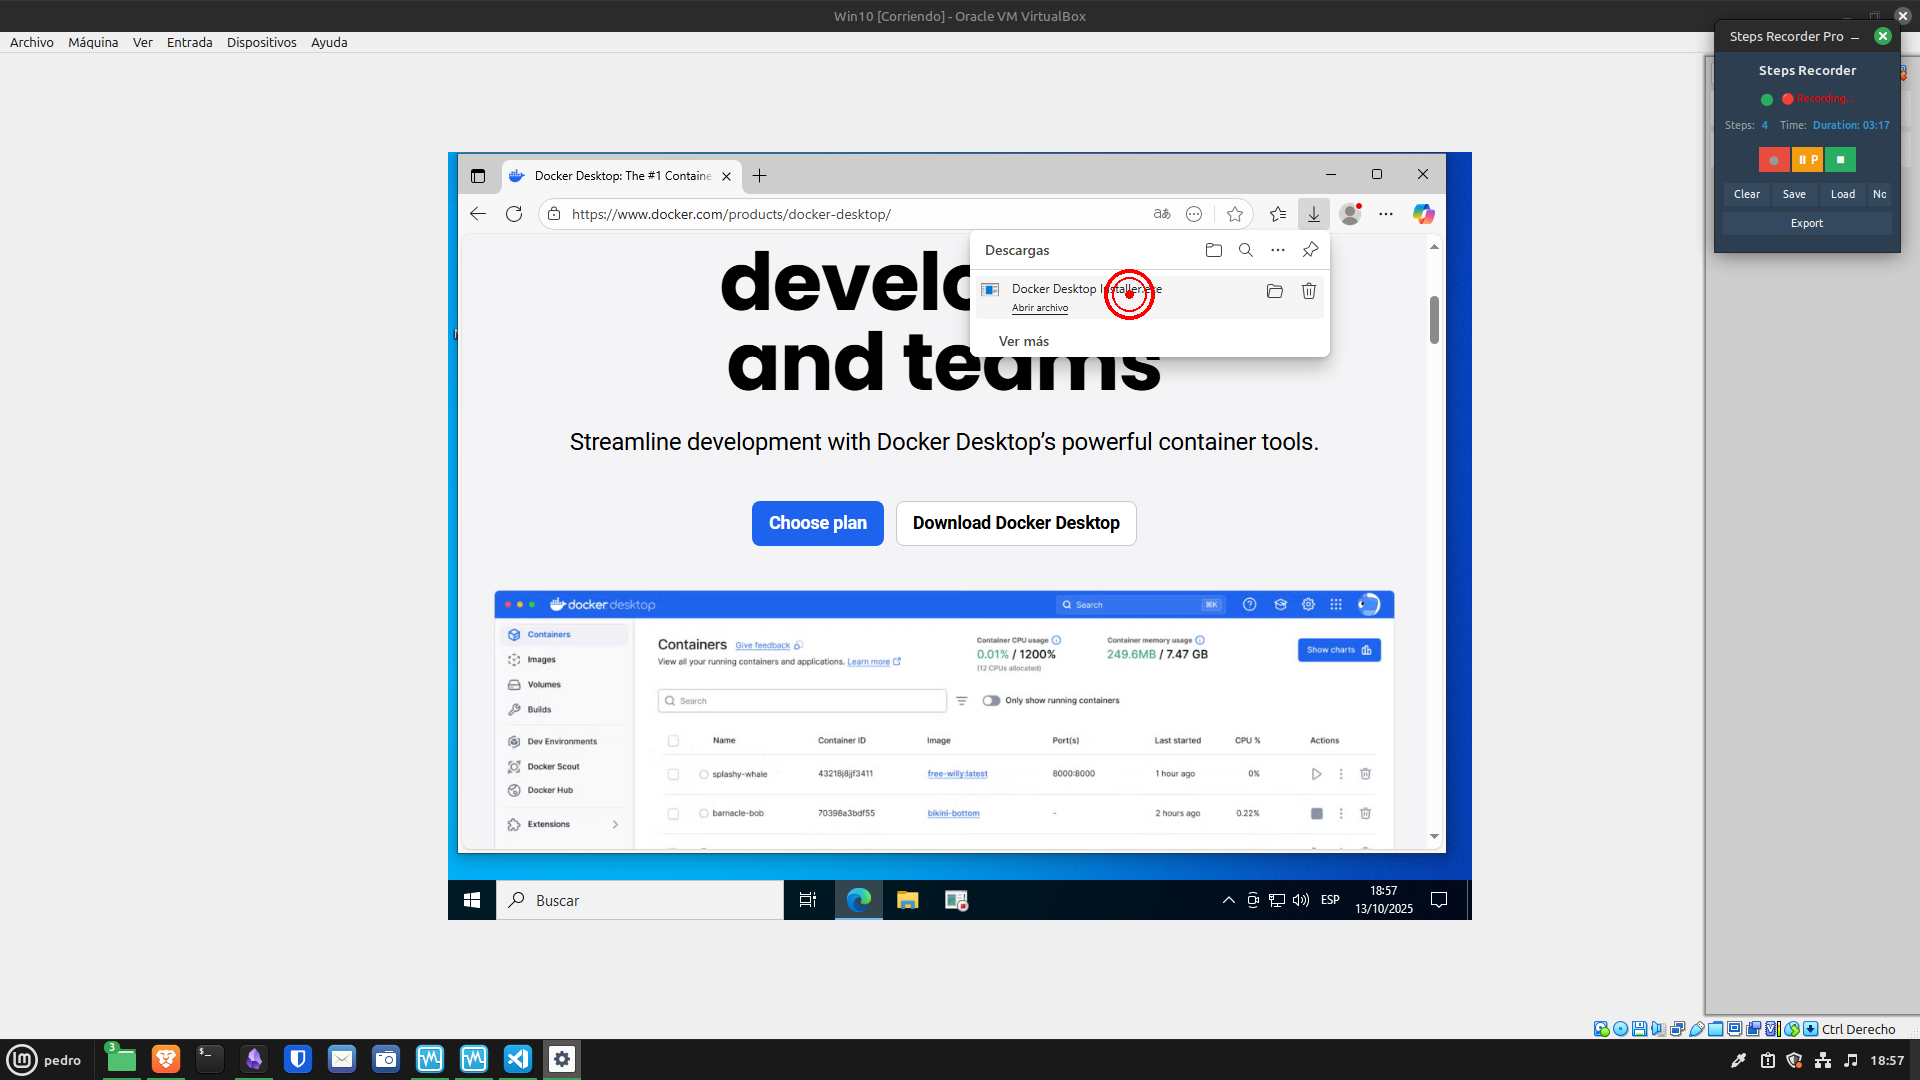 Win10 [Corriendo] - Oracle VM VirtualBox
Archivo Máquina Ver Entrada Dispositivos Ayuda
Steps Recorder Pro
Steps Recorder
Recording...
Steps: 4 Time: Duration: 03:17
P
Clear Save Load No
Export
Docker Desktop: The #1 Containe
https://www.docker.com/products/docker-desktop/
Descargas
Docker Desktop Installer.exe
Abrir archivo
Ver más
develo
and teams
Streamline development with Docker Desktop’s powerful container tools.
Choose plan Download Docker Desktop
docker desktop Search ⌘K
Containers
Images
Volumes
Builds
Dev Environments
Docker Scout
Docker Hub
Extensions
Containers Give feedback
View all your running containers and applications. Learn more
Container CPU usage
0.01% / 1200%
(12 CPUs allocated)
Container memory usage
249.6MB / 7.47 GB
Show charts
Search Only show running containers
Name Container ID Image Port(s) Last started CPU % Actions
splashy-whale 43218j8jjf3411 free-willy:latest 8000:8000 1 hour ago 0%
barnacle-bob 70398a3bdf55 bikini-bottom - 2 hours ago 0.22%
Buscar
ESP
18:57
13/10/2025
Ctrl Derecho
pedro
3
18:57